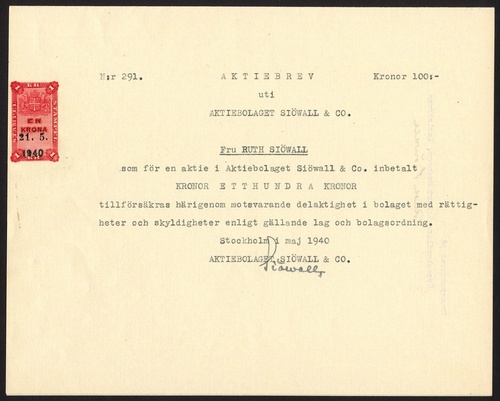 N:r 291. AKTIEBREV Kronor 100:-
uti
AKTIEBOLAGET SIÖWALL & CO.
EN
KRONA
21. 5.
1940
Fru RUTH SIÖWALL
som för en aktie i Aktiebolaget Siöwall & Co. inbetalt
KRONOR ETTHUNDRA KRONOR
tillförsäkras härigenom motsvarande delaktighet i bolaget med rättig-
heter och skyldigheter enligt gällande lag och bolagsordning.
Stockholm i maj 1940
AKTIEBOLAGET SIÖWALL & CO.
Siöwall